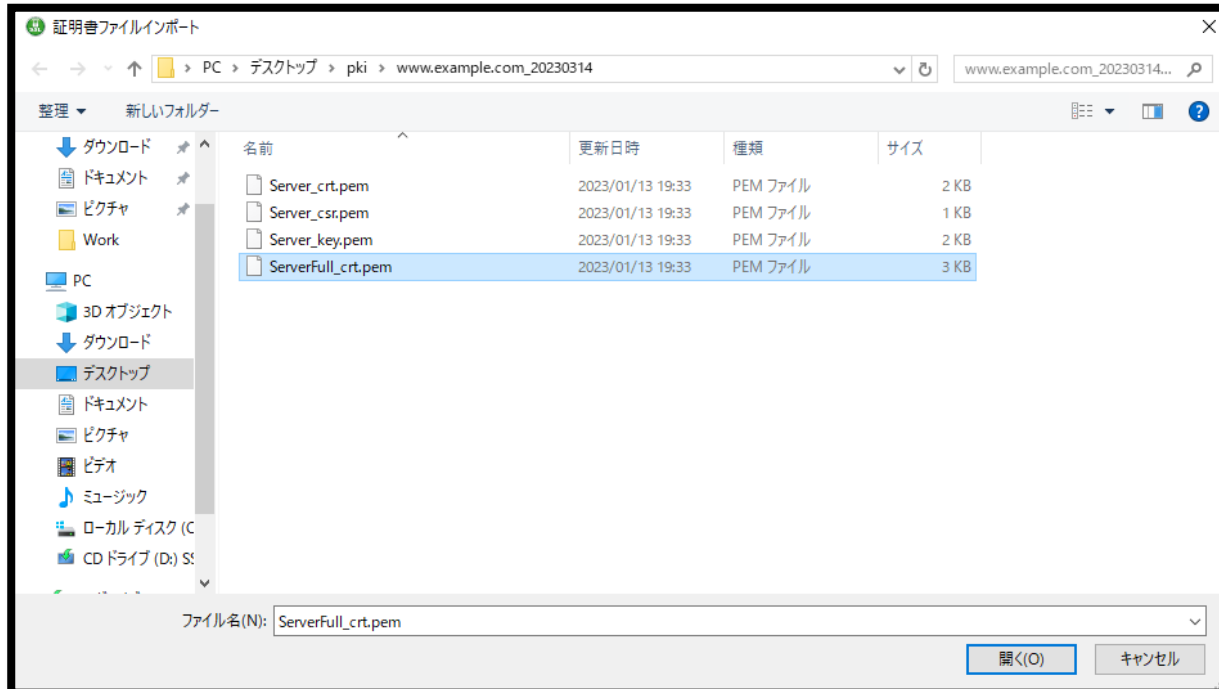 証明書ファイルインポート
PC › デスクトップ › pki › www.example.com_20230314
www.example.com_20230314...
整理 新しいフォルダー
ダウンロード
ドキュメント
ピクチャ
Work
PC
3D オブジェクト
ダウンロード
デスクトップ
ドキュメント
ピクチャ
ビデオ
ミュージック
ローカル ディスク (C
CD ドライブ (D:) SS
名前 更新日時 種類 サイズ
Server_crt.pem 2023/01/13 19:33 PEM ファイル 2 KB
Server_csr.pem 2023/01/13 19:33 PEM ファイル 1 KB
Server_key.pem 2023/01/13 19:33 PEM ファイル 2 KB
ServerFull_crt.pem 2023/01/13 19:33 PEM ファイル 3 KB
ファイル名(N): ServerFull_crt.pem
開く(O) キャンセル